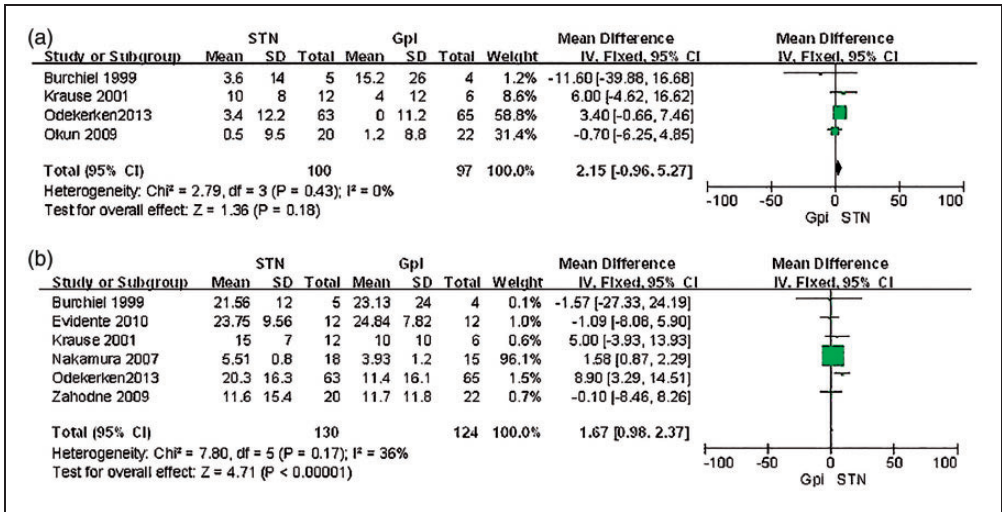 (a)
STN Gpl Mean Difference Mean Difference
Study or Subgroup Mean SD Total Mean SD Total Weight IV, Fixed, 95% CI IV, Fixed, 95% CI
Burchiel 1999 3.6 14 5 15.2 26 4 1.2% -11.60 [-39.88, 16.68]
Krause 2001 10 8 12 4 12 6 8.6% 6.00 [-4.62, 16.62]
Odekerken2013 3.4 12.2 63 0 11.2 65 58.8% 3.40 [-0.66, 7.46]
Okun 2009 0.5 9.5 20 1.2 8.8 22 31.4% -0.70 [-6.25, 4.85]
Total (95% CI) 100 97 100.0% 2.15 [-0.96, 5.27]
Heterogeneity: Chi² = 2.79, df = 3 (P = 0.43); I² = 0%
Test for overall effect: Z = 1.36 (P = 0.18)
-100 -50 0 50 100
Gpl STN
(b)
STN Gpl Mean Difference Mean Difference
Study or Subgroup Mean SD Total Mean SD Total Weight IV, Fixed, 95% CI IV, Fixed, 95% CI
Burchiel 1999 21.56 12 5 23.13 24 4 0.1% -1.57 [-27.33, 24.19]
Evidente 2010 23.75 9.56 12 24.84 7.82 12 1.0% -1.09 [-8.08, 5.90]
Krause 2001 15 7 12 10 10 6 0.6% 5.00 [-3.93, 13.93]
Nakamura 2007 5.51 0.8 18 3.93 1.2 15 96.1% 1.58 [0.87, 2.29]
Odekerken2013 20.3 16.3 63 11.4 16.1 65 1.5% 8.90 [3.29, 14.51]
Zahodne 2009 11.6 15.4 20 11.7 11.8 22 0.7% -0.10 [-8.46, 8.26]
Total (95% CI) 130 124 100.0% 1.67 [0.98, 2.37]
Heterogeneity: Chi² = 7.80, df = 5 (P = 0.17); I² = 36%
Test for overall effect: Z = 4.71 (P < 0.00001)
-100 -50 0 50 100
Gpl STN